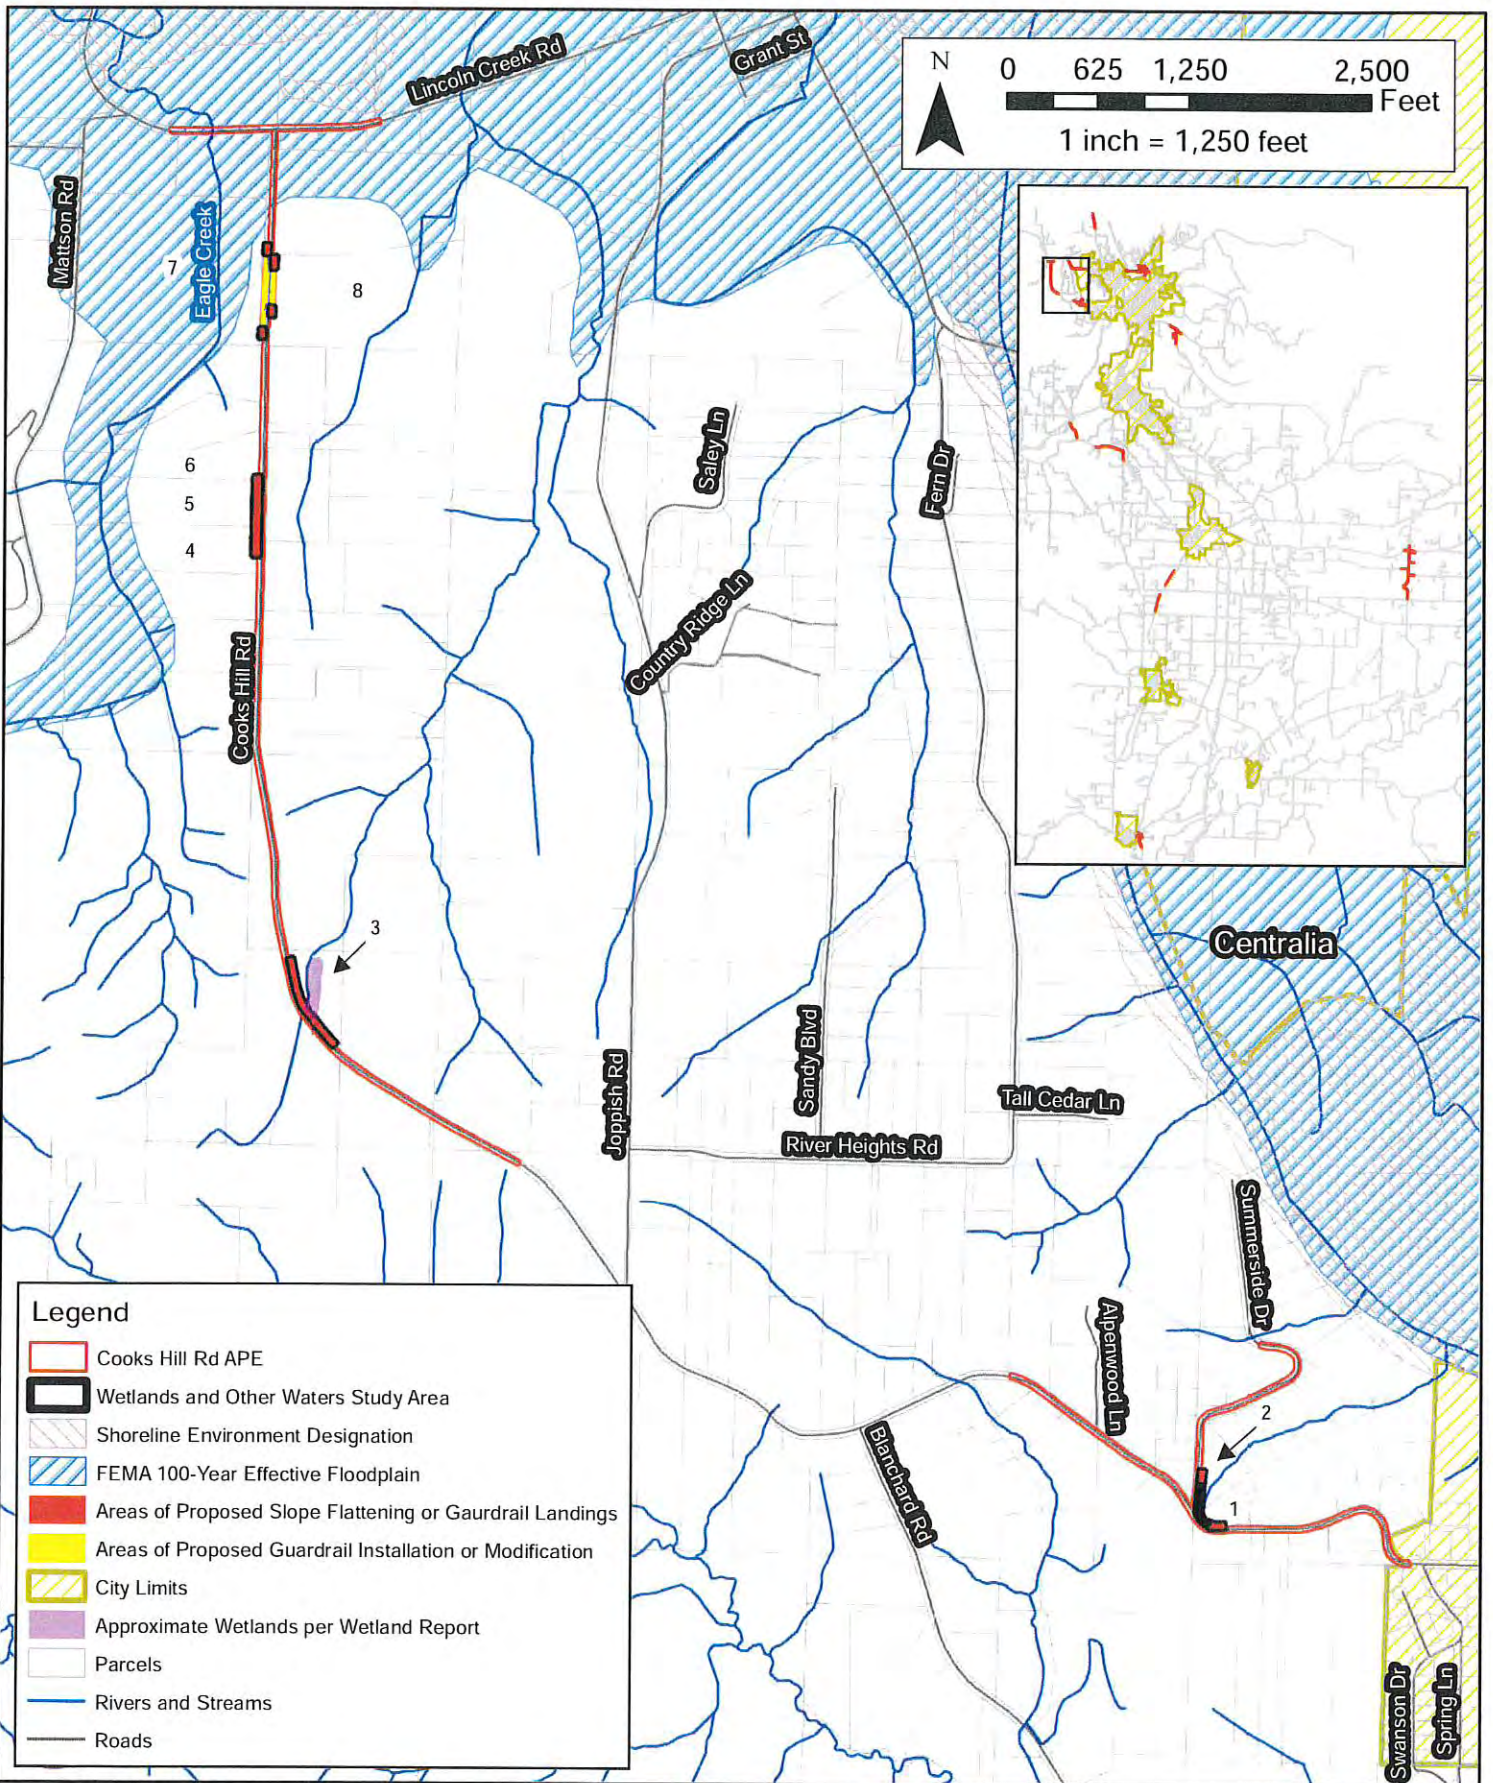 Lincoln Creek Rd
Grant St
N
0 625 1,250 2,500
Feet
1 inch = 1,250 feet
Mattson Rd
Eagle Creek
7
8
6
5
4
Saley Ln
Fern Dr
Country Ridge Ln
Cooks Hill Rd
3
Centralia
Sandy Blvd
Joppish Rd
Tall Cedar Ln
River Heights Rd
Summerside Dr
Alpenwood Ln
2
1
Blanchard Rd
Swanson Dr
Spring Ln
Legend
Cooks Hill Rd APE
Wetlands and Other Waters Study Area
Shoreline Environment Designation
FEMA 100-Year Effective Floodplain
Areas of Proposed Slope Flattening or Gaurdrail Landings
Areas of Proposed Guardrail Installation or Modification
City Limits
Approximate Wetlands per Wetland Report
Parcels
Rivers and Streams
Roads